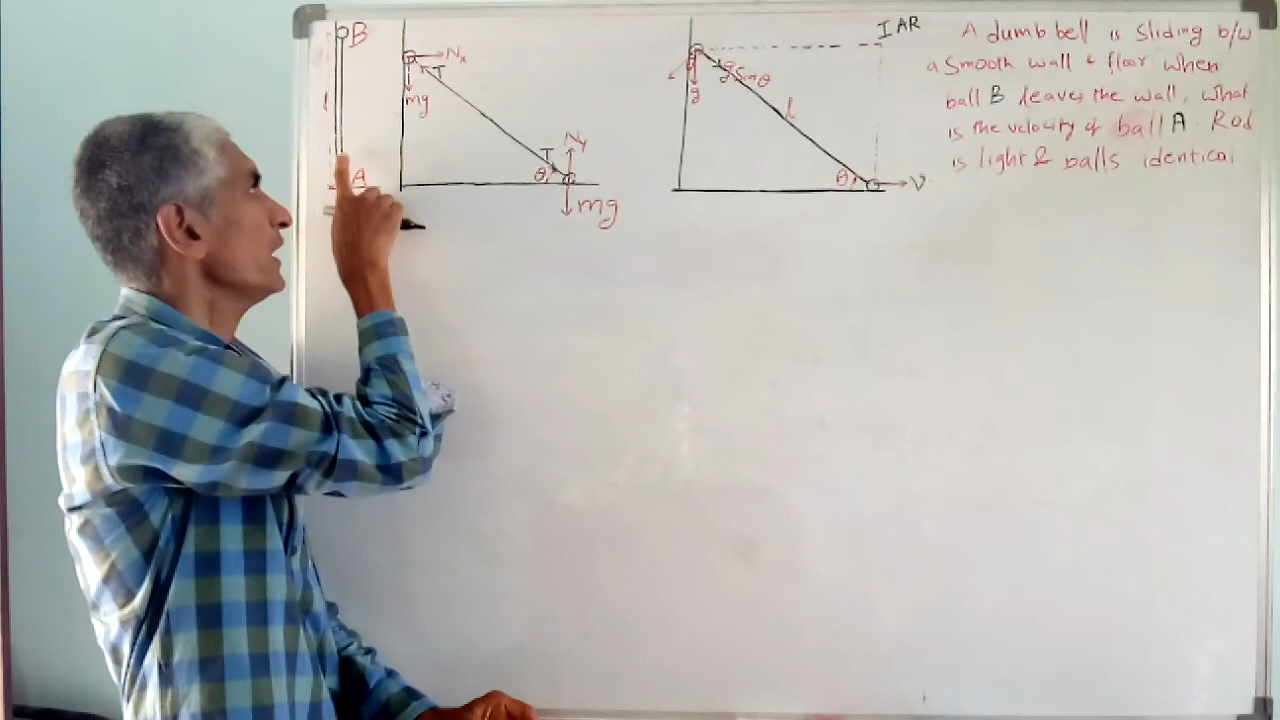 B
l
A
Nx
T
mg
T
Ny
θ
mg
IAR
g
g Sinθ
l
θ
V
A dumb bell is sliding b/w
a smooth wall & floor when
ball B leaves the wall, what
is the velocity of ball A. Rod
is light & balls identical